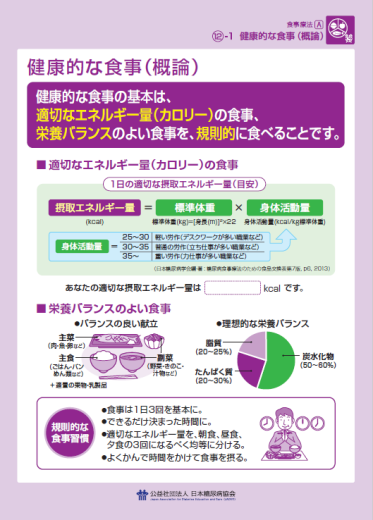 食事療法 A
⑫-1 健康的な食事(概論)
健康的な食事(概論)
健康的な食事の基本は、
適切なエネルギー量(カロリー)の食事、
栄養バランスのよい食事を、規則的に食べることです。
■適切なエネルギー量(カロリー)の食事
1日の適切な摂取エネルギー量(目安)
摂取エネルギー量 = 標準体重 × 身体活動量
(kcal) 標準体重(kg)=[身長(m)]²×22 身体活動量(kcal/kg標準体重)
身体活動量 =
25~30 軽い労作(デスクワークが多い職業など)
30~35 普通の労作(立ち仕事が多い職業など)
35~ 重い労作(力仕事が多い職業など)
(日本糖尿病学会編・著:糖尿病食事療法のための食品交換表第7版, p6, 2013)
あなたの適切な摂取エネルギー量は kcal です。
■栄養バランスのよい食事
●バランスの良い献立
主菜
(肉・魚・卵など)
主食
(ごはん・パン
めん類など)
副菜
(野菜・きのこ・
汁物など)
+適量の果物・乳製品
●理想的な栄養バランス
脂質
(20~25%)
たんぱく質
(20~30%)
炭水化物
(50~60%)
規則的な
食事習慣
●食事は1日3回を基本に。
●できるだけ決まった時間に。
●適切なエネルギー量を、朝食、昼食、
夕食の3回になるべく均等に分ける。
●よくかんで時間をかけて食事を摂る。
公益社団法人 日本糖尿病協会